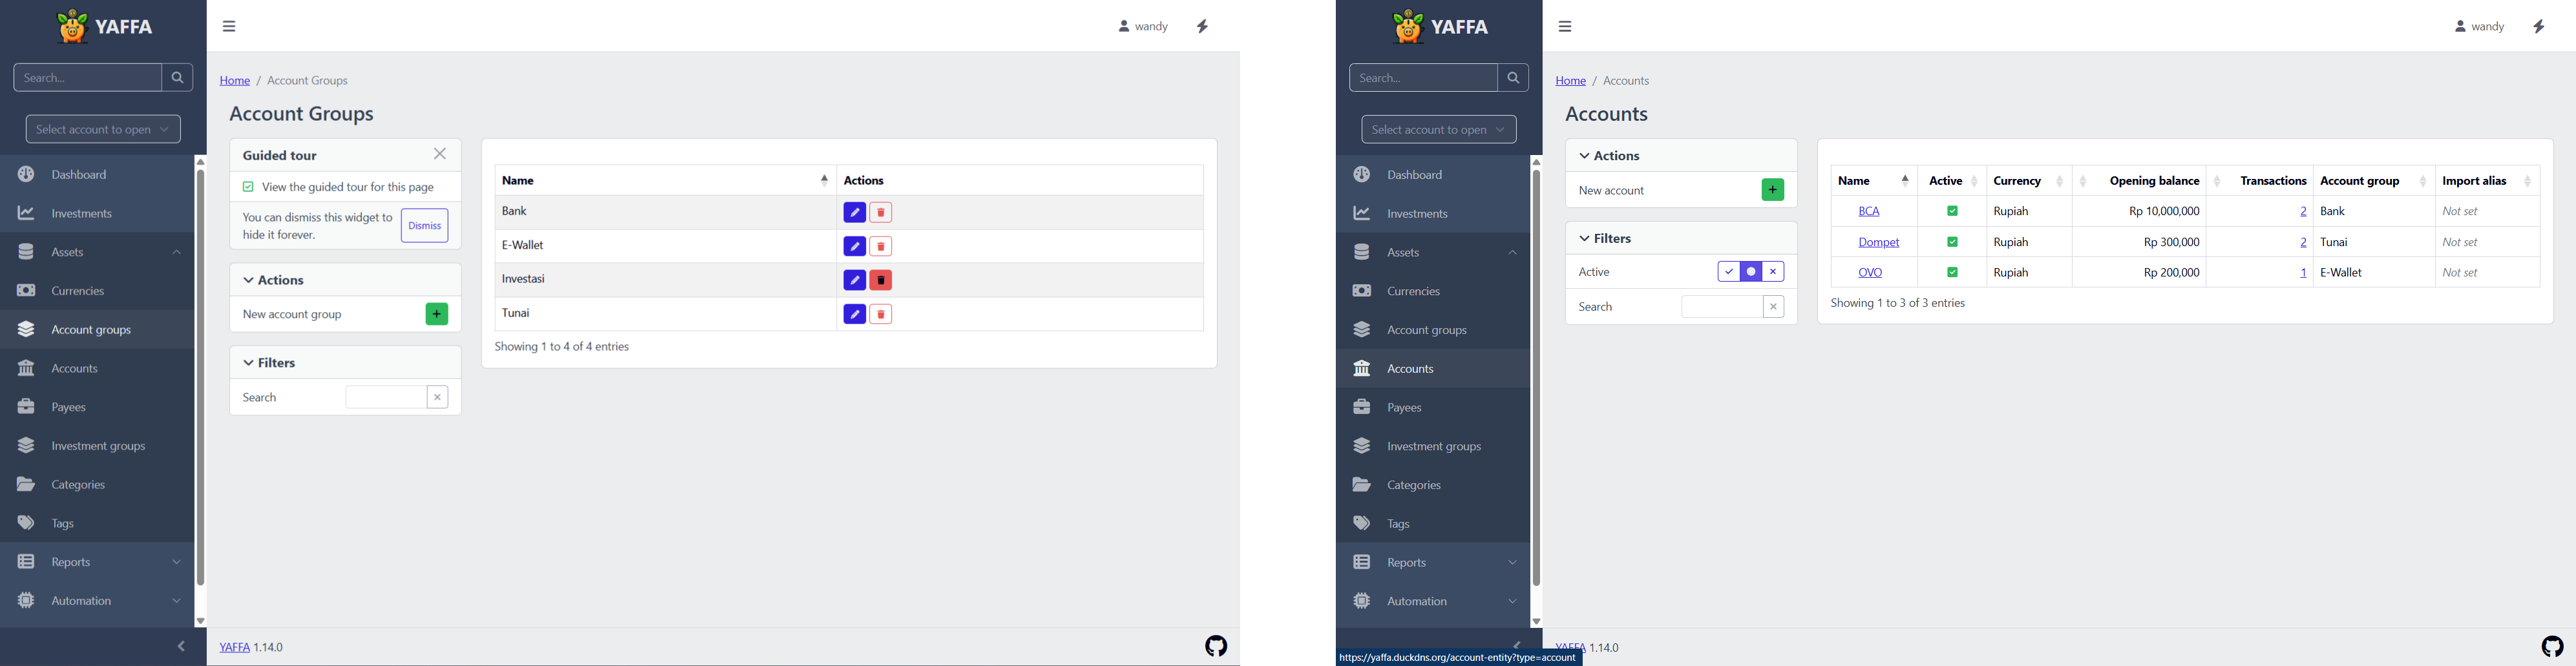 YAFFA
Search...
Select account to open
Dashboard
Investments
Assets
Currencies
Account groups
Accounts
Payees
Investment groups
Categories
Tags
Reports
Automation
wandy
Home / Account Groups
Account Groups
Guided tour
View the guided tour for this page
You can dismiss this widget to
hide it forever.
Dismiss
Actions
New account group
Filters
Search
Name Actions
Bank
E-Wallet
Investasi
Tunai
Showing 1 to 4 of 4 entries
YAFFA 1.14.0
YAFFA
Search...
Select account to open
Dashboard
Investments
Assets
Currencies
Account groups
Accounts
Payees
Investment groups
Categories
Tags
Reports
Automation
wandy
Home / Accounts
Accounts
Actions
New account
Filters
Active
Search
Name Active Currency Opening balance Transactions Account group Import alias
BCA Rupiah Rp 10,000,000 2 Bank Not set
Dompet Rupiah Rp 300,000 2 Tunai Not set
OVO Rupiah Rp 200,000 1 E-Wallet Not set
Showing 1 to 3 of 3 entries
YAFFA 1.14.0
https://yaffa.duckdns.org/account-entity?type=account